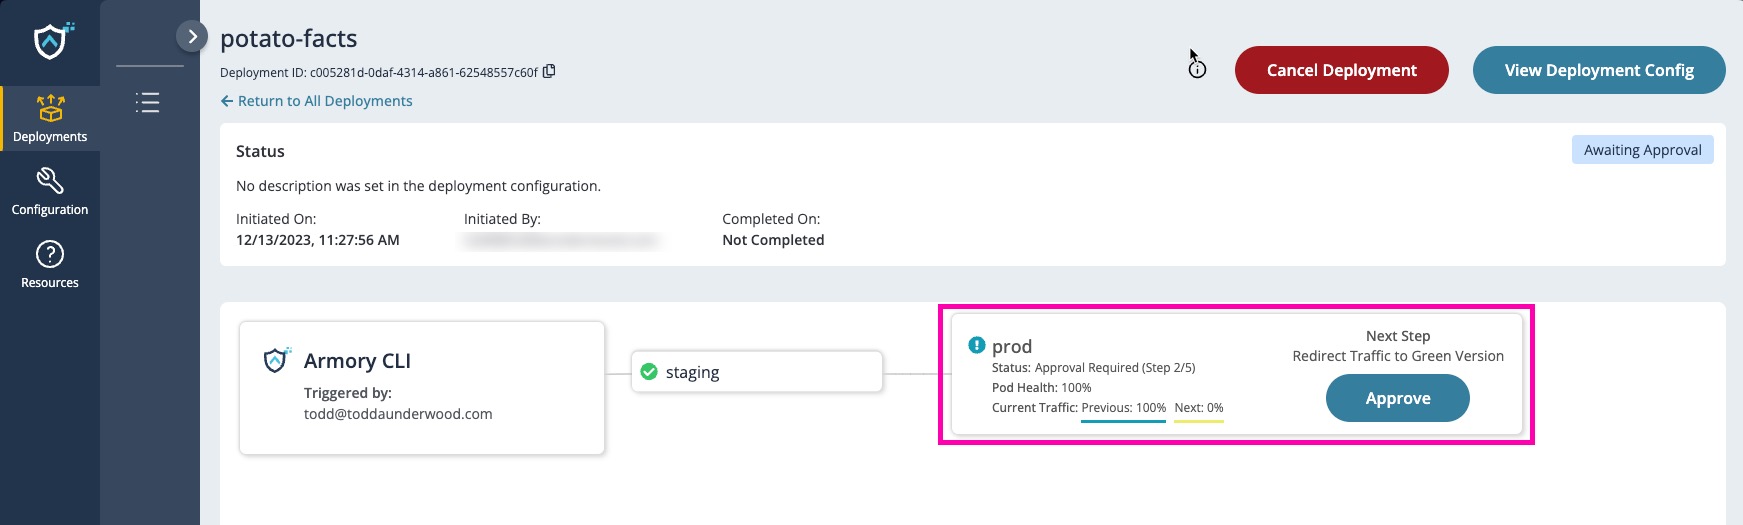 potato-facts
Deployment ID: c005281d-0daf-4314-a861-62548557c60f
← Return to All Deployments
Cancel Deployment
View Deployment Config
Deployments
Configuration
Resources
Status
Awaiting Approval
No description was set in the deployment configuration.
Initiated On:
12/13/2023, 11:27:56 AM
Initiated By:
Completed On:
Not Completed
Armory CLI
Triggered by:
todd@toddaunderwood.com
staging
prod
Status: Approval Required (Step 2/5)
Pod Health: 100%
Current Traffic: Previous: 100% Next: 0%
Next Step
Redirect Traffic to Green Version
Approve